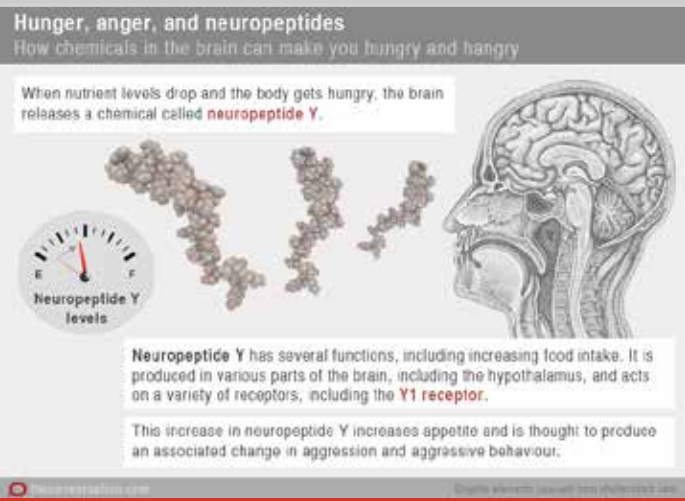 Hunger, anger, and neuropeptides
How chemicals in the brain can make you hungry and hangry
When nutrient levels drop and the body gets hungry, the brain
releases a chemical called neuropeptide Y.
E F
Neuropeptide Y
levels
Neuropeptide Y has several functions, including increasing food intake. It is
produced in various parts of the brain, including the hypothalamus, and acts
on a variety of receptors, including the Y1 receptor.
This increase in neuropeptide Y increases appetite and is thought to produce
an associated change in aggression and aggressive behaviour.
theconversation.com